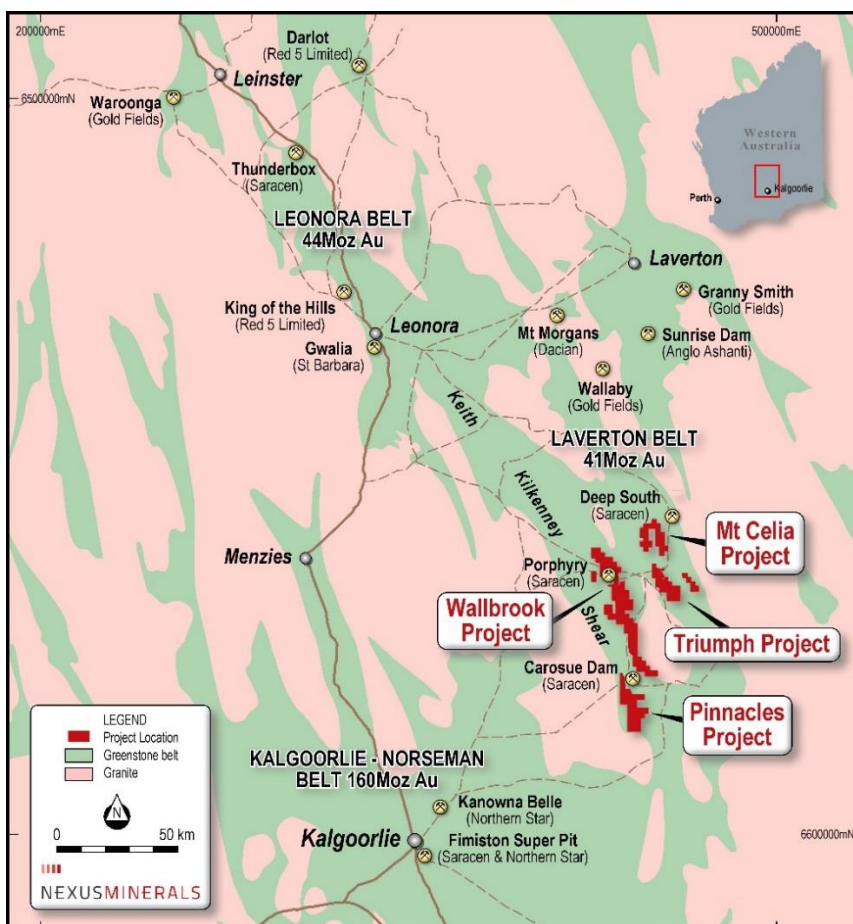 200000mE
500000mE
Darlot
(Red 5 Limited)
Leinster
6500000mN
Waroonga
(Gold Fields)
Western
Australia
Kalgoorlie
Perth
Thunderbox
(Saracen)
LEONORA BELT
44Moz Au
Laverton
King of the Hills
(Red 5 Limited)
Granny Smith
(Gold Fields)
Leonora
Mt Morgans
(Dacian)
Sunrise Dam
(Anglo Ashanti)
Gwalia
(St Barbara)
Wallaby
(Gold Fields)
Keith
LAVERTON BELT
41Moz Au
Kilkenney
Deep South
(Saracen)
Mt Celia
Project
Menzies
Porphyry
(Saracen)
Wallbrook
Project
Shear
Triumph Project
Carosue Dam
(Saracen)
Pinnacles
Project
LEGEND
Project Location
Greenstone belt
Granite
N
0 50 km
NEXUSMINERALS
KALGOORLIE - NORSEMAN
BELT 160Moz Au
Kanowna Belle
(Northern Star)
Kalgoorlie
Fimiston Super Pit
(Saracen & Northern Star)
6600000mN